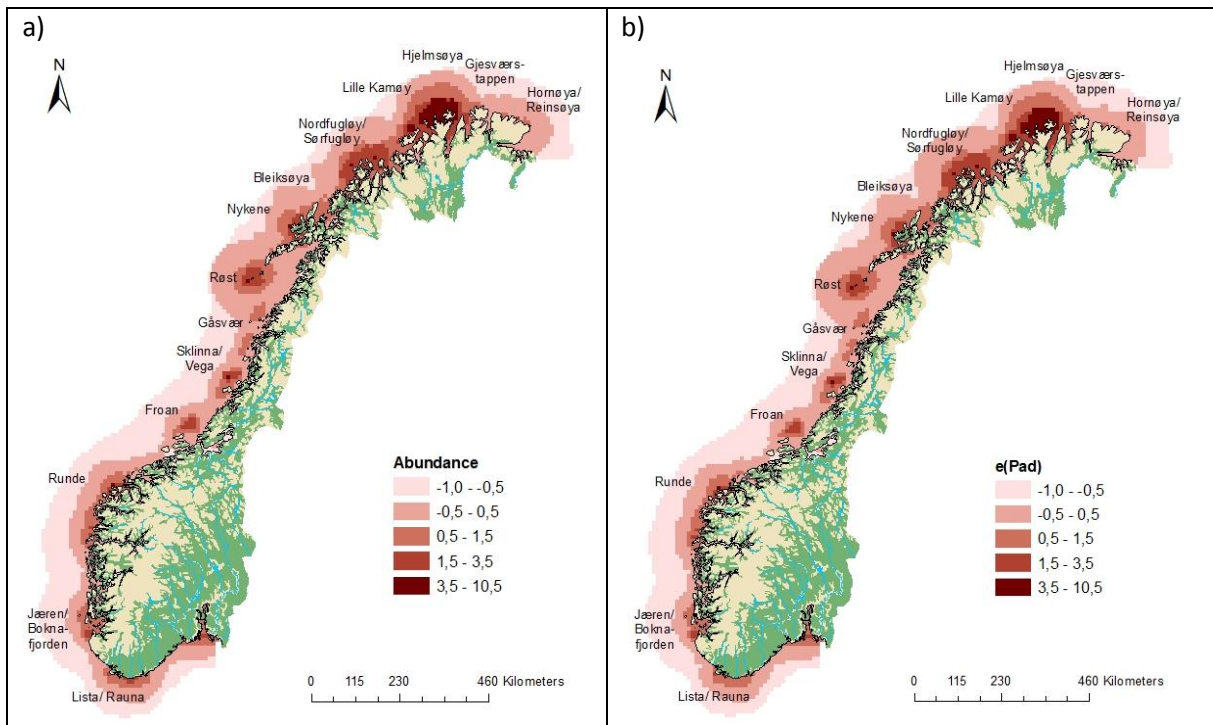 a)
N
Hjelmsøya
Gjesværs-
tappen
Lille Kamøy
Hornøya/
Reinsøya
Nordfugløy/
Sørfugløy
Bleiksøya
Nykene
Røst
Gåsvær
Sklinna/
Vega
Froan
Runde
Abundance
-1,0 - -0,5
-0,5 - 0,5
0,5 - 1,5
1,5 - 3,5
3,5 - 10,5
Jæren/
Bokna-
fjorden
Lista/ Rauna
0 115 230 460 Kilometers
b)
N
Hjelmsøya
Gjesværs-
tappen
Lille Kamøy
Hornøya/
Reinsøya
Nordfugløy/
Sørfugløy
Bleiksøya
Nykene
Røst
Gåsvær
Sklinna/
Vega
Froan
Runde
e(Pad)
-1,0 - -0,5
-0,5 - 0,5
0,5 - 1,5
1,5 - 3,5
3,5 - 10,5
Jæren/
Bokna-
fjorden
Lista/ Rauna
0 115 230 460 Kilometers